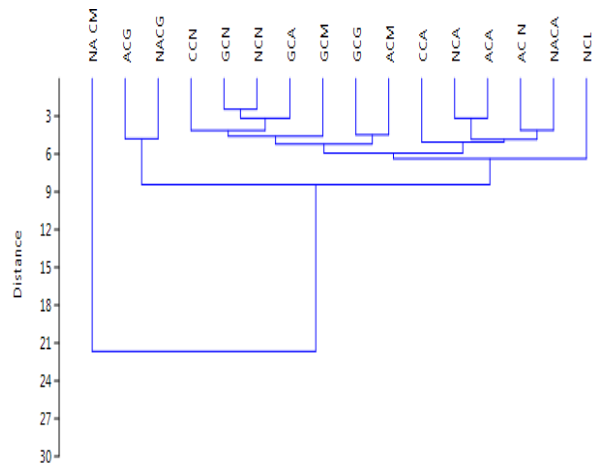 NA CM
ACG
NACG
CCN
GCN
NCN
GCA
GCM
GCG
ACM
CCA
NCA
ACA
AC N
NACA
NCL
3
6
9
12
15
18
21
24
27
30
Distance